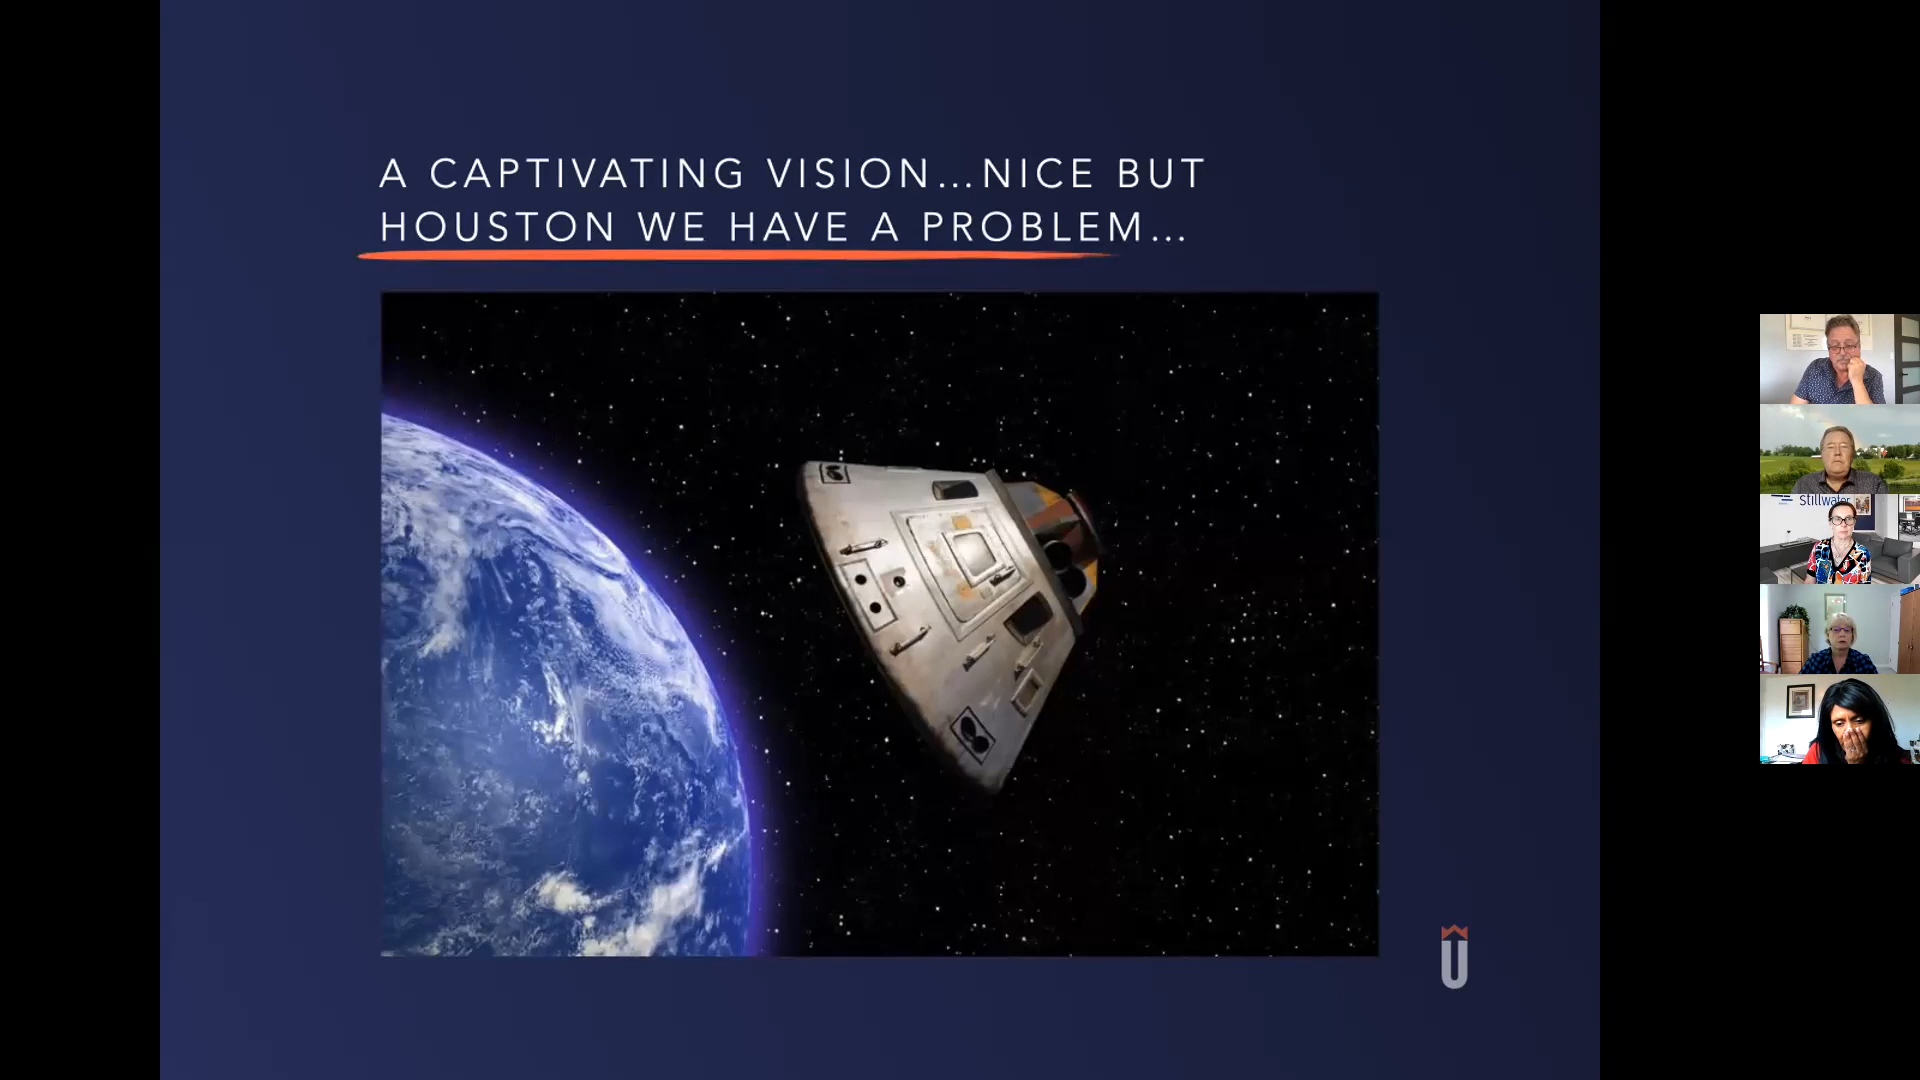 A CAPTIVATING VISION...NICE BUT
HOUSTON WE HAVE A PROBLEM...
stillwater
U